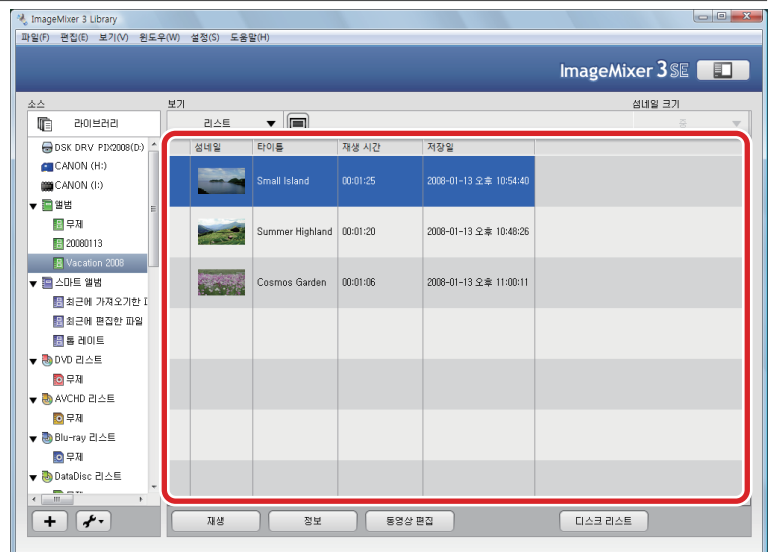 ImageMixer 3 Library
파일(F) 편집(E) 보기(V) 윈도우(W) 설정(S) 도움말(H)
ImageMixer 3 SE
소스 보기 섬네일 크기
라이브러리 리스트 중
섬네일 타이틀 재생 시간 저장일
DSK DRV PIX2008(D:)
CANON (H:)
CANON (I:)
앨범
무제
20080113
Vacation 2008
스마트 앨범
최근에 가져오기한
최근에 편집한 파일
톱 레이트
DVD 리스트
무제
AVCHD 리스트
무제
Blu-ray 리스트
무제
DataDisc 리스트
Small Island 00:01:25 2008-01-13 오후 10:54:40
Summer Highland 00:01:20 2008-01-13 오후 10:48:26
Cosmos Garden 00:01:06 2008-01-13 오후 11:00:11
재생 정보 동영상 편집 디스크 리스트